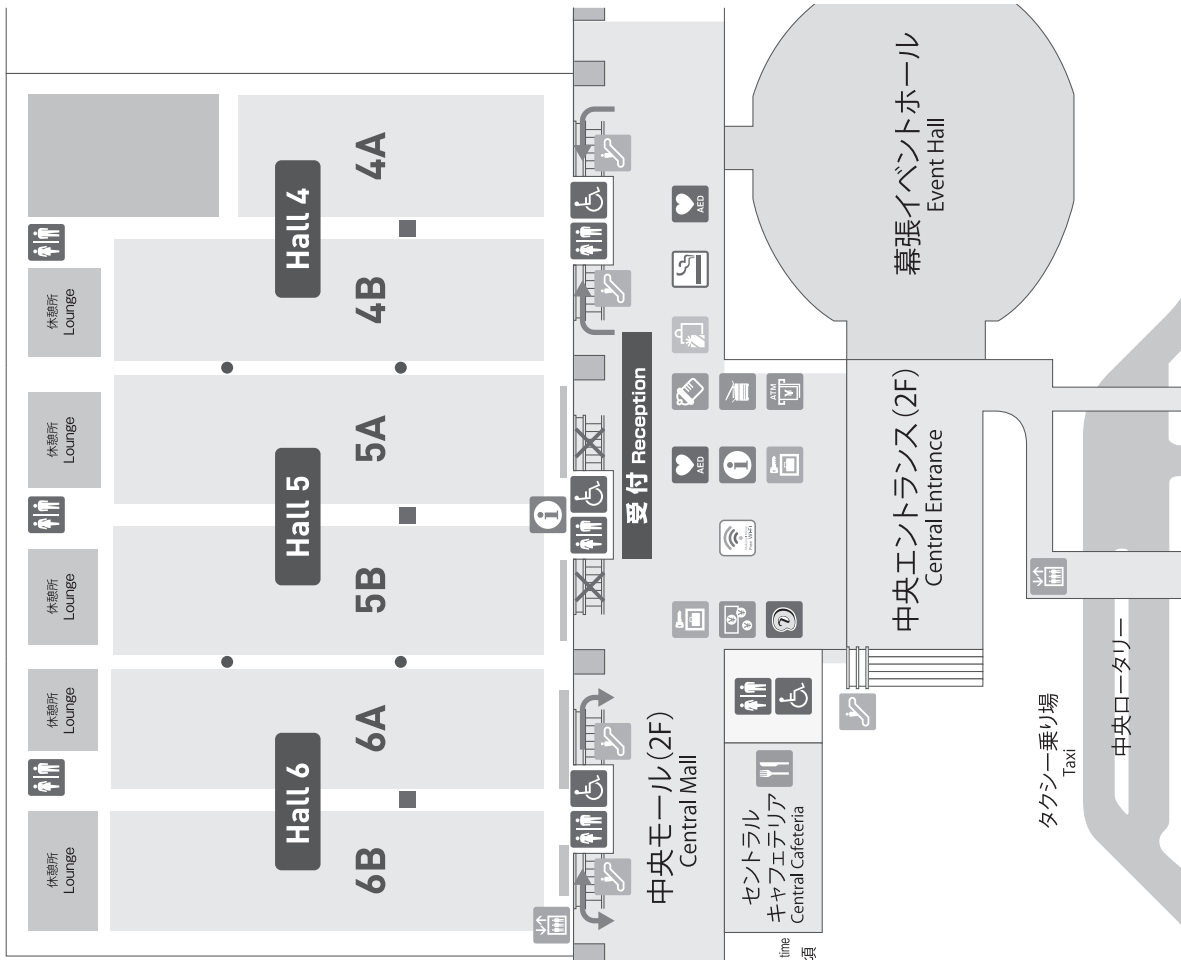 4A
Hall 4
4B
5A
Hall 5
5B
6A
Hall 6
6B
休憩所
Lounge
休憩所
Lounge
休憩所
Lounge
休憩所
Lounge
休憩所
Lounge
受付 Reception
AED
ATM
AED
Free Wi-Fi
幕張イベントホール
Event Hall
中央エントランス(2F)
Central Entrance
中央モール(2F)
Central Mall
セントラル
キャフェテリア
Central Cafeteria
タクシー乗り場
Taxi
中央ロータリー
time
頃